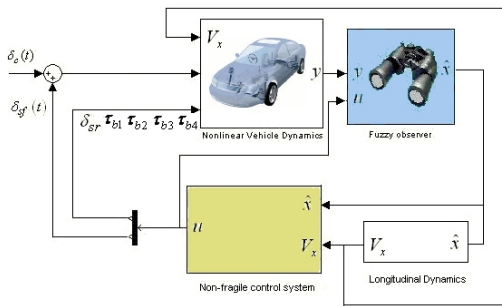 V_x
δ_c(t)
++
y
y
x̂
u
δ_sf(t)
δ_sr τ_b1 τ_b2 τ_b3 τ_b4
Nonlinear Vehicle Dynamics
Fuzzy observer
u
x̂
V_x
V_x
x̂
Non-fragile control system
Longitudinal Dynamics